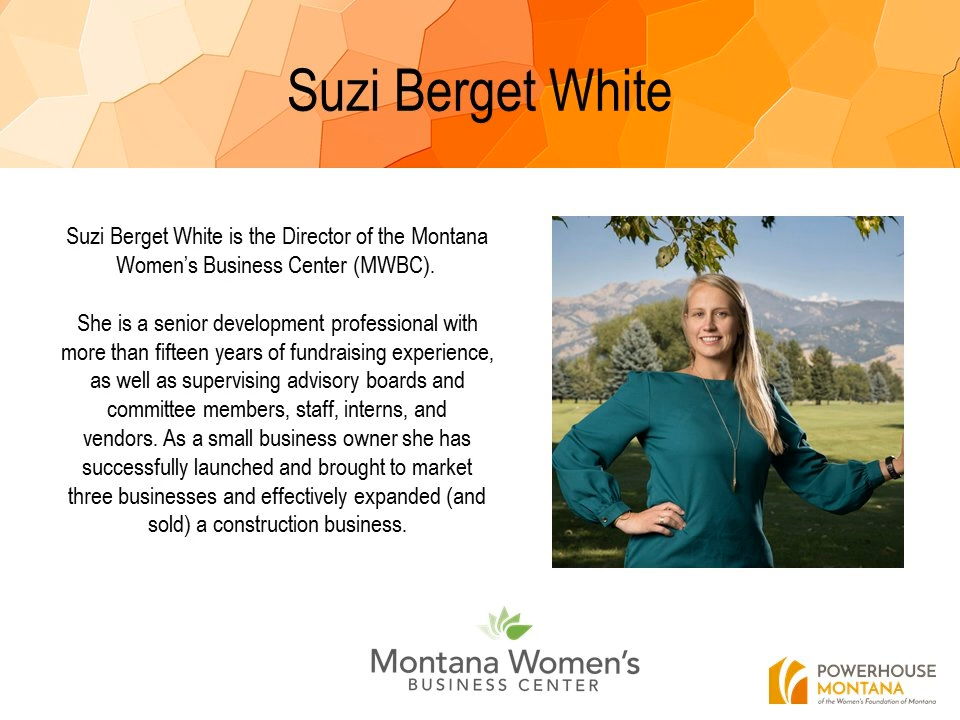 Suzi Berget White
Suzi Berget White is the Director of the Montana
Women's Business Center (MWBC).
She is a senior development professional with
more than fifteen years of fundraising experience,
as well as supervising advisory boards and
committee members, staff, interns, and
vendors. As a small business owner she has
successfully launched and brought to market
three businesses and effectively expanded (and
sold) a construction business.
Montana Women's
BUSINESS CENTER
POWERHOUSE
MONTANA
of the Women's Foundation of Montana